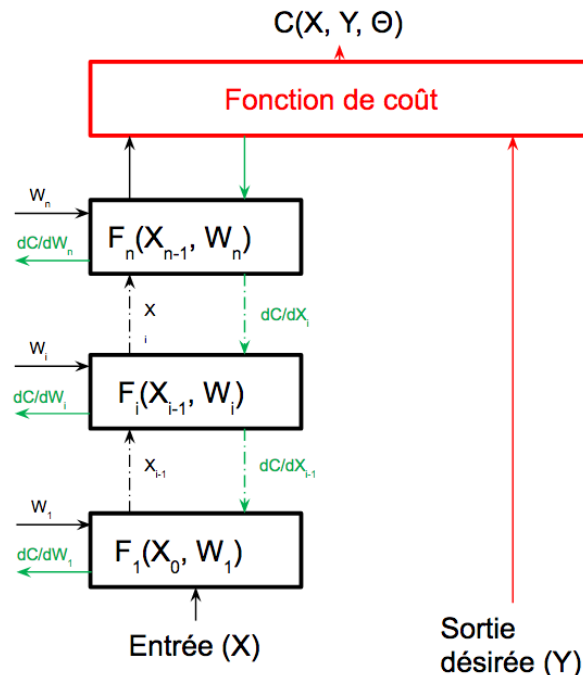 C(X, Y, Θ)
Fonction de coût
Wₙ
dC/dWₙ
Fₙ(Xₙ₋₁, Wₙ)
Xᵢ
dC/dXᵢ
Wᵢ
dC/dWᵢ
Fᵢ(Xᵢ₋₁, Wᵢ)
Xᵢ₋₁
dC/dXᵢ₋₁
W₁
dC/dW₁
F₁(X₀, W₁)
Entrée (X)
Sortie
désirée (Y)